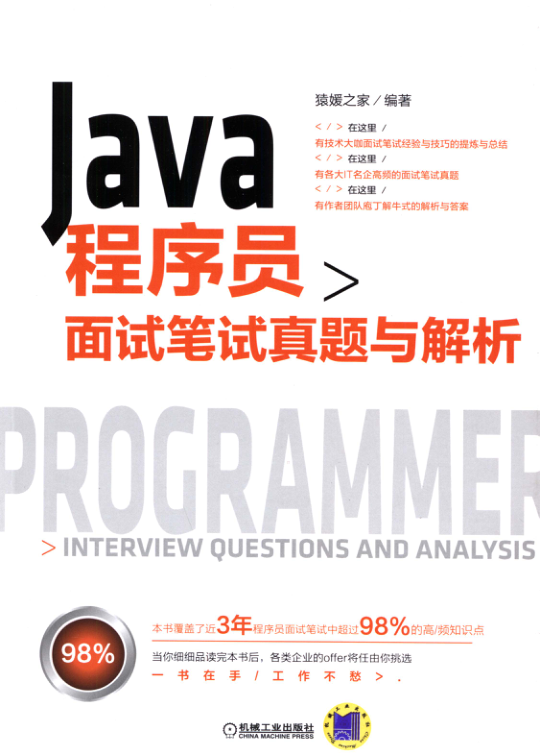 Java
程序员 >
面试笔试真题与解析
猿媛之家／编著
< / > 在这里 /
有技术大咖面试笔试经验与技巧的提炼与总结
< / > 在这里 /
有各大IT名企高频的面试笔试真题
< / > 在这里 /
有作者团队庖丁解牛式的解析与答案
PROGRAMMER
> INTERVIEW QUESTIONS AND ANALYSIS
98%
本书覆盖了近3年程序员面试笔试中超过98%的高/频知识点
当你细细品读完本书后，各类企业的offer将任由你挑选
一书在手/工作不愁>.
机械工业出版社
CHINA MACHINE PRESS